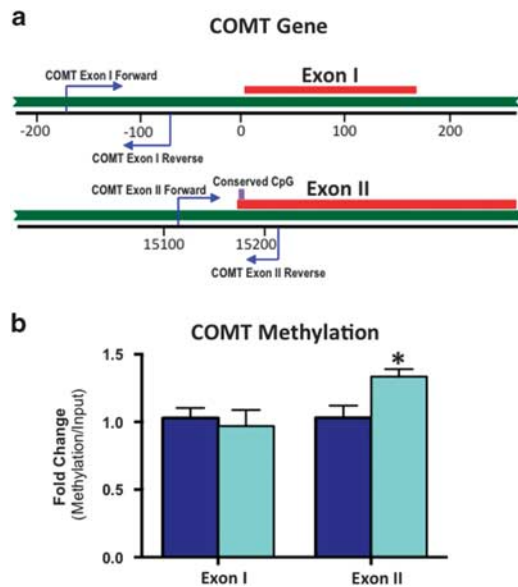 a
COMT Gene
COMT Exon I Forward
Exon I
-200 -100 0 100 200
COMT Exon I Reverse
COMT Exon II Forward
Conserved CpG
Exon II
15100 15200
COMT Exon II Reverse
b
COMT Methylation
Fold Change
(Methylation/Input)
1.5
*
1.0
0.5
0.0
Exon I Exon II